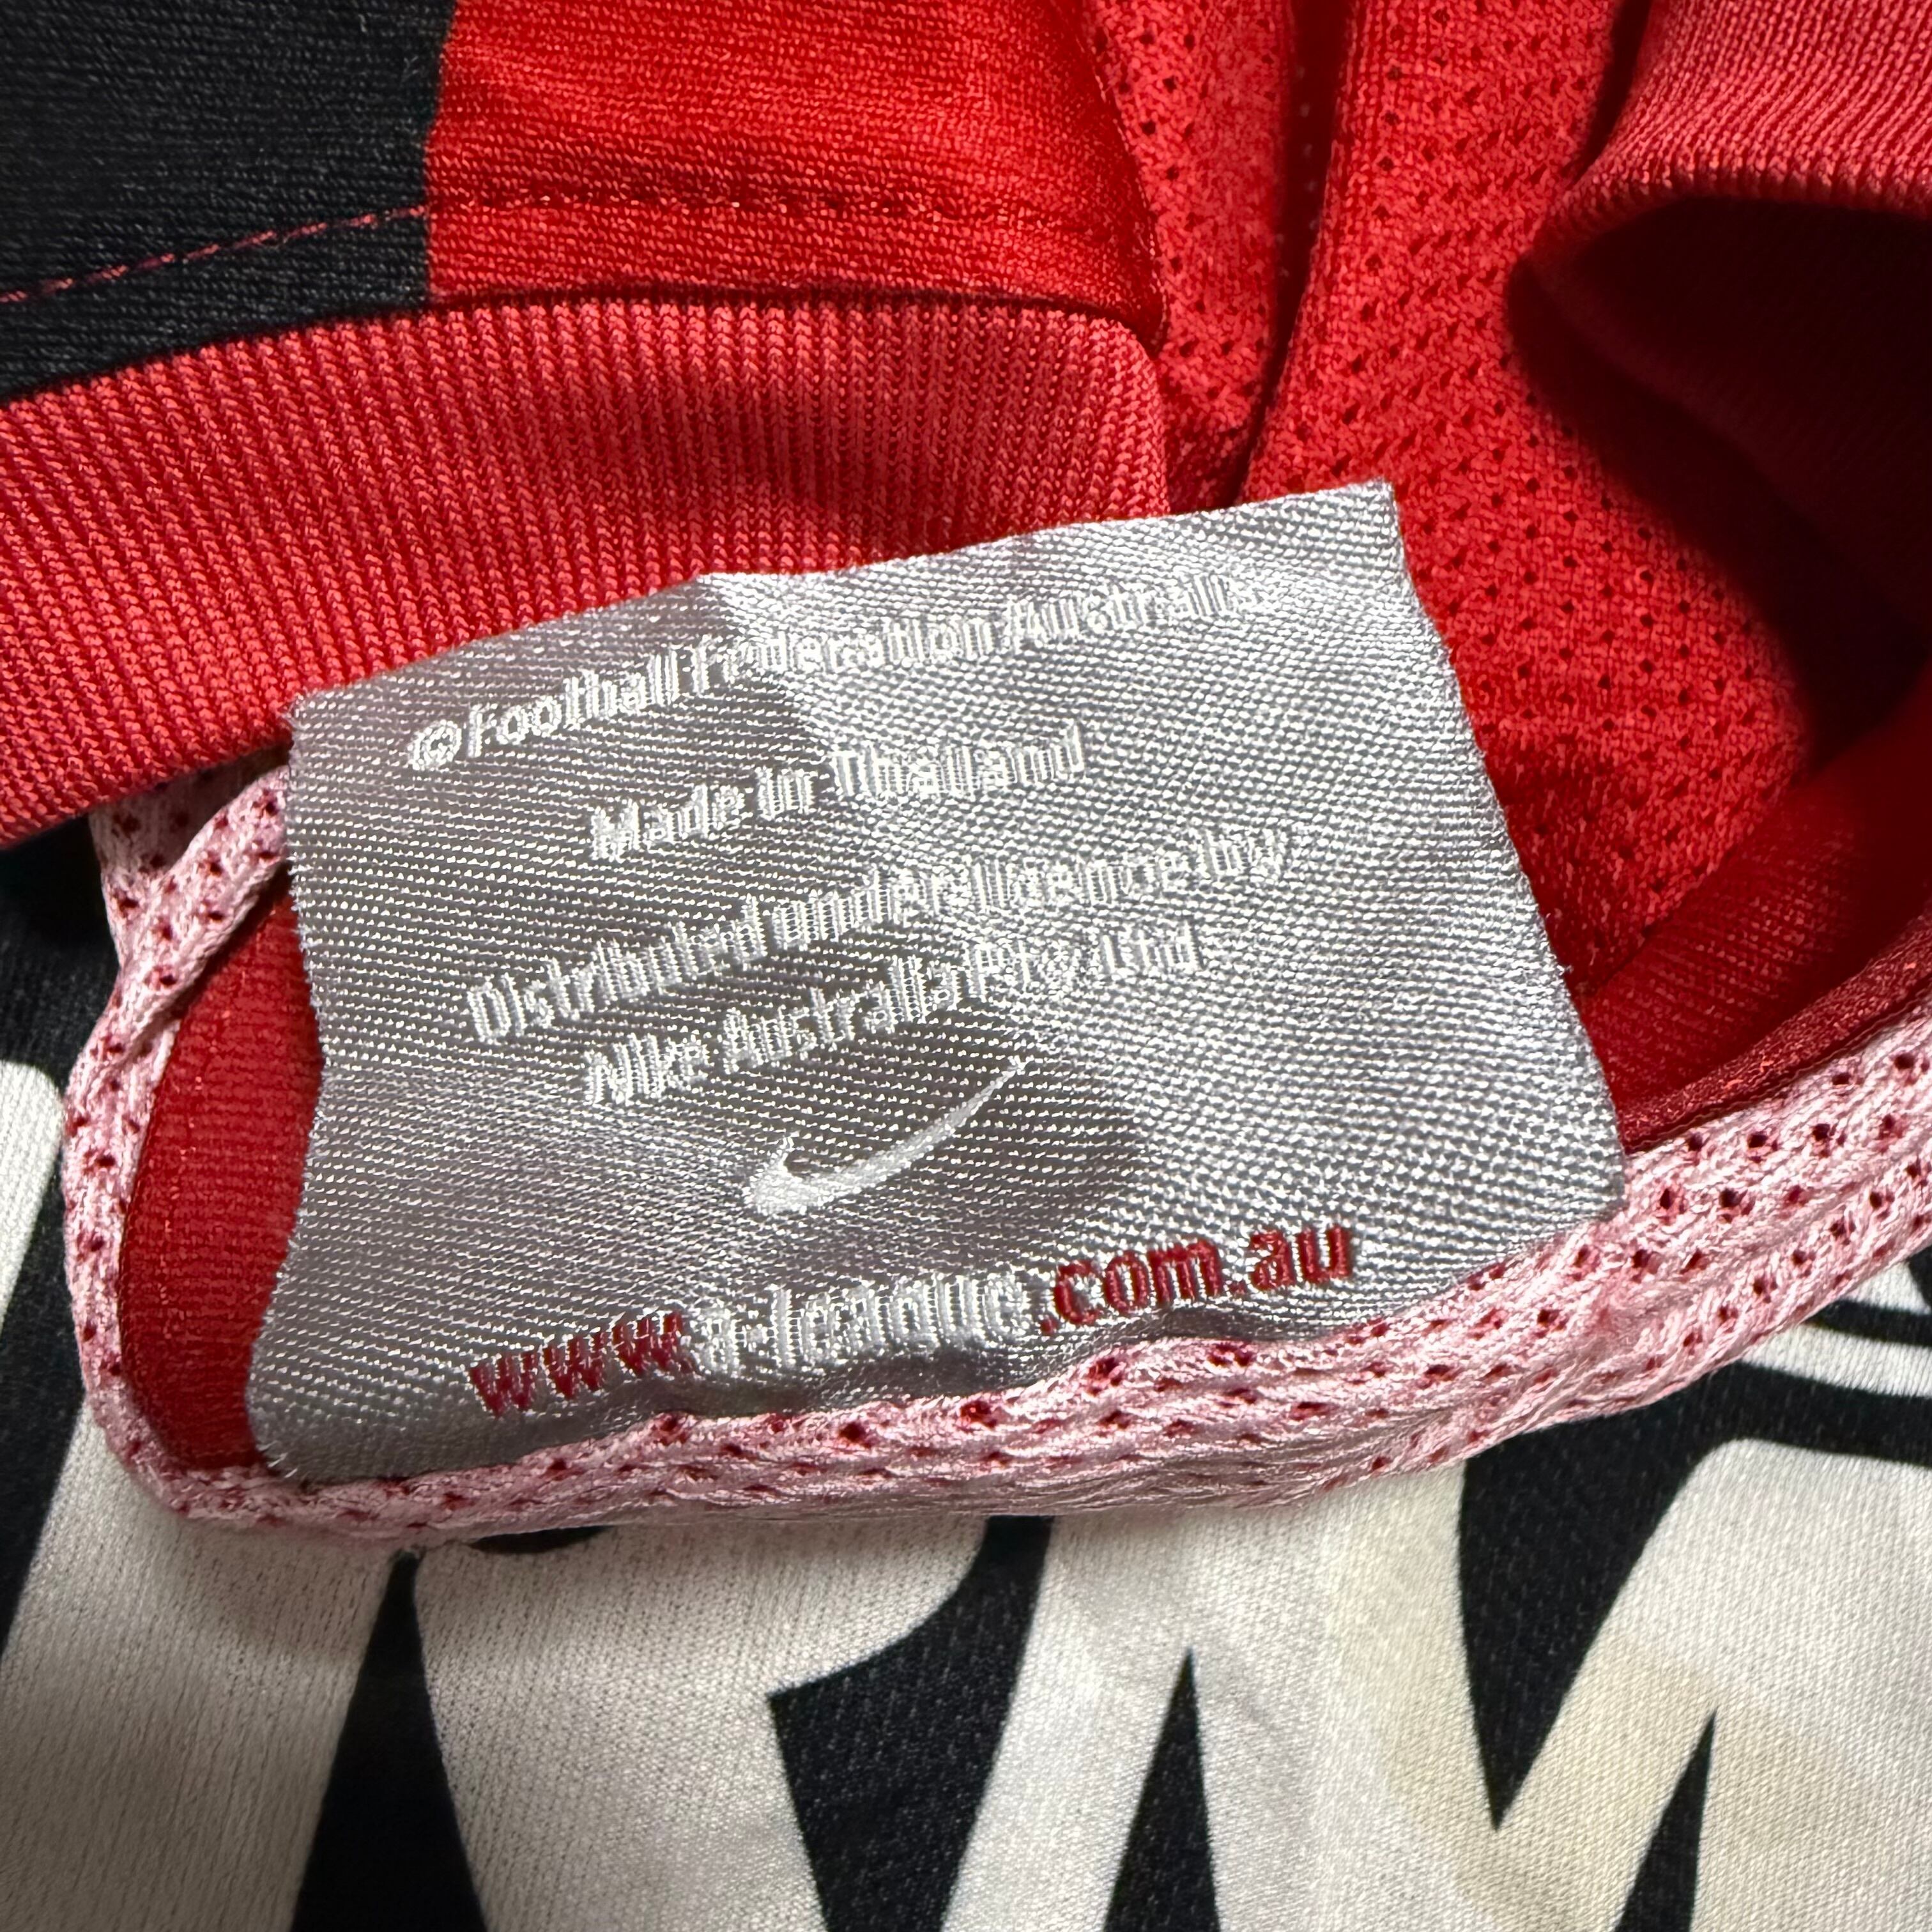 ©Football Federation Australia
Made in Thailand
Distributed under licence by
Nike Australia Pty. Ltd
www.a-league.com.au